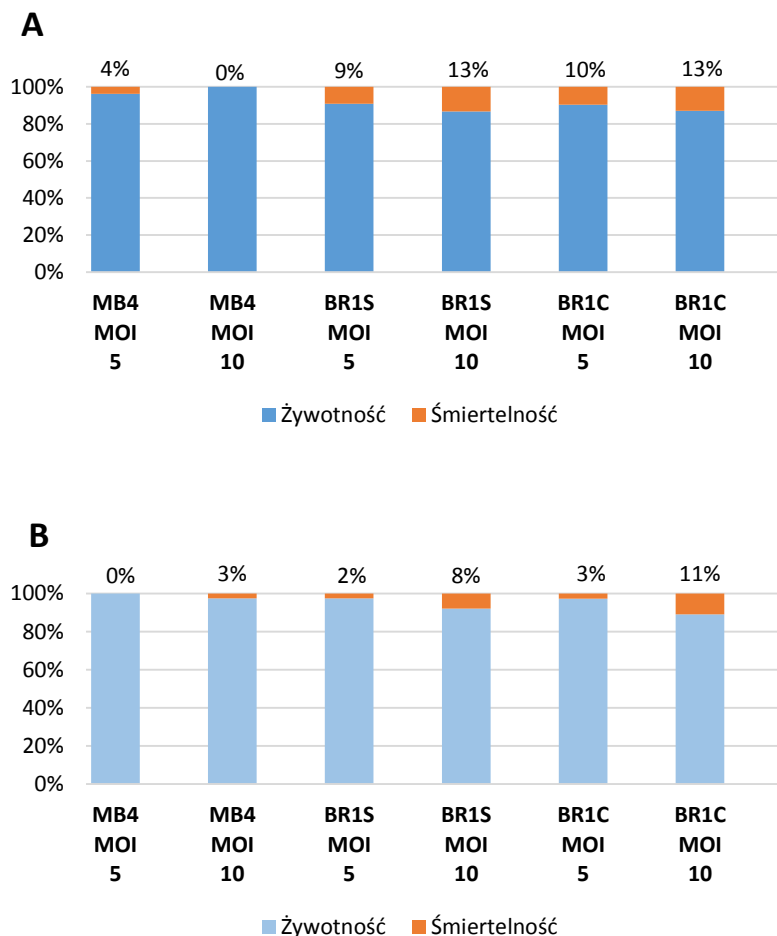 A
4% 0% 9% 13% 10% 13%
100%
80%
60%
40%
20%
0%
MB4 MB4 BR1S BR1S BR1C BR1C
MOI MOI MOI MOI MOI MOI
5 10 5 10 5 10
Żywotność Śmiertelność
B
0% 3% 2% 8% 3% 11%
100%
80%
60%
40%
20%
0%
MB4 MB4 BR1S BR1S BR1C BR1C
MOI MOI MOI MOI MOI MOI
5 10 5 10 5 10
Żywotność Śmiertelność